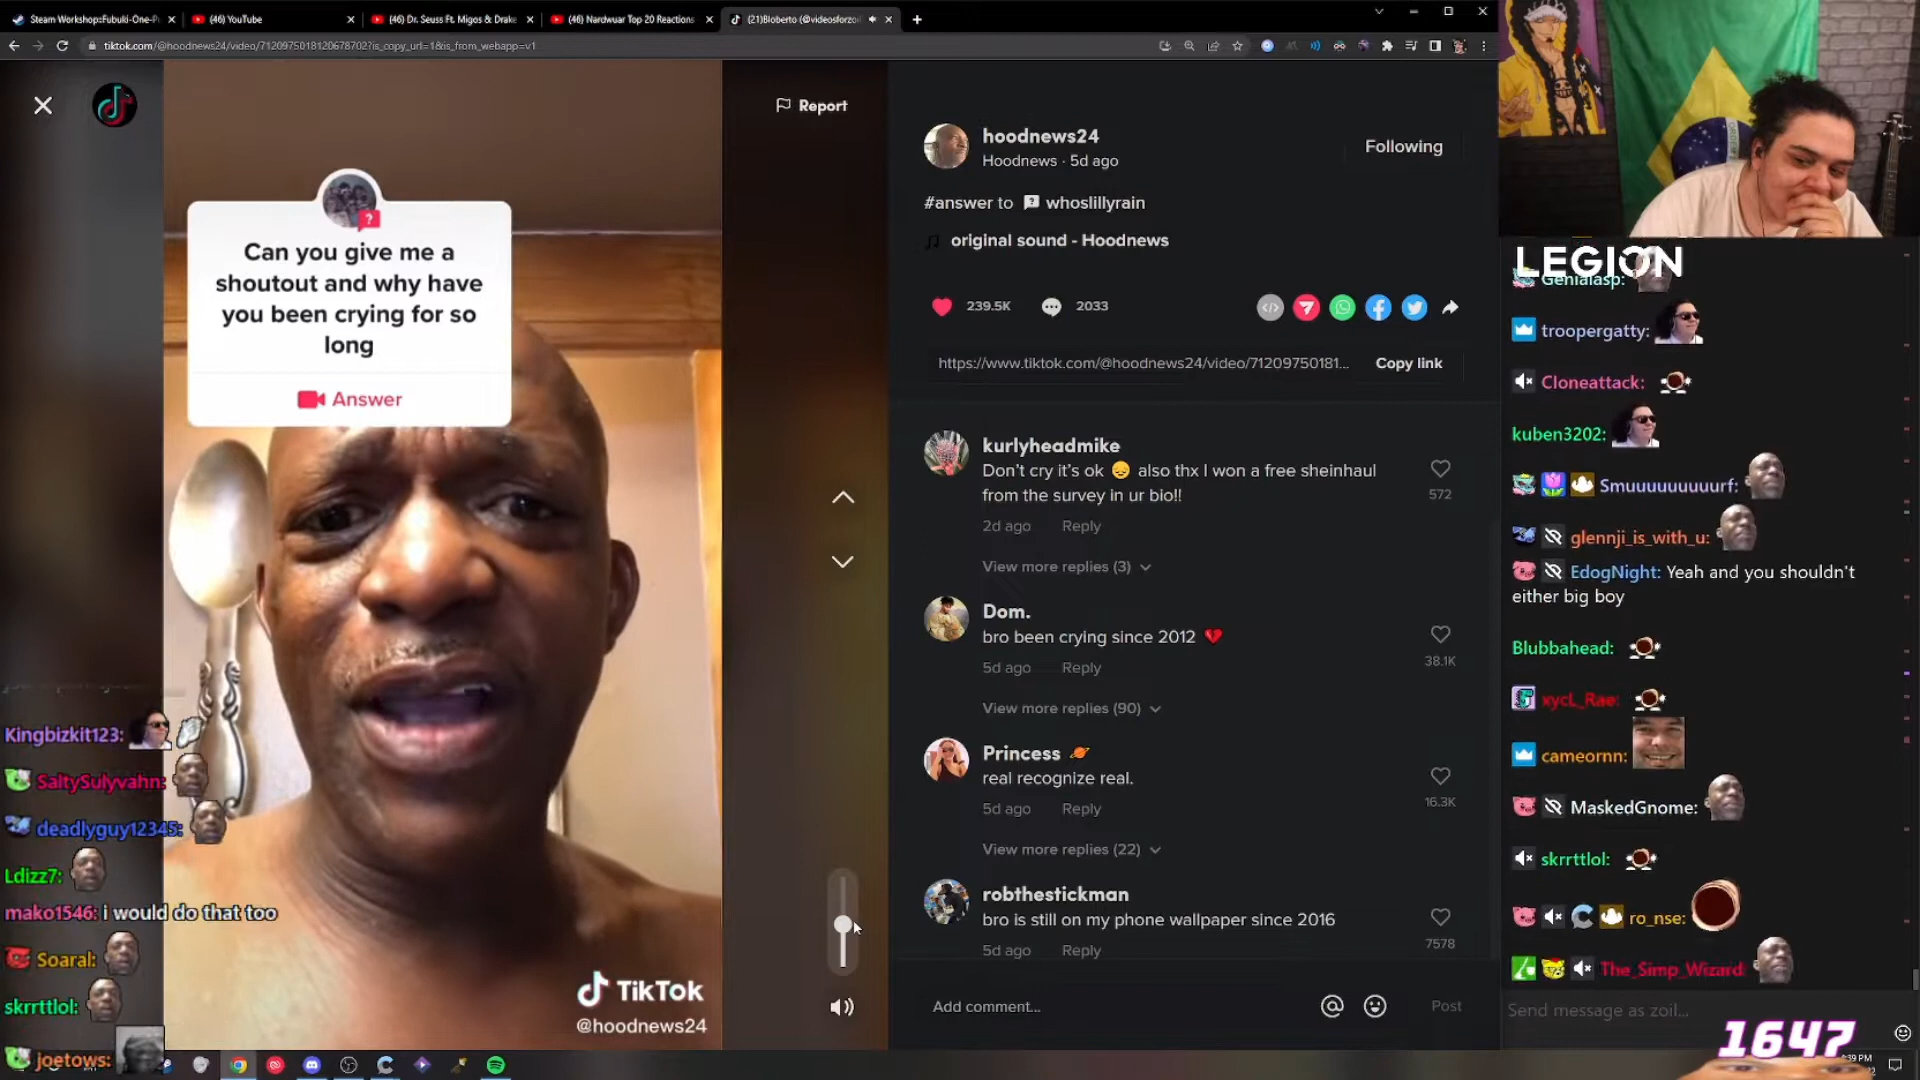 Steam Workshop::Fubuki-One-P
(46) YouTube
(46) Dr. Seuss Ft. Migos & Drake
(46) Nardwuar Top 20 Reactions
(21)Bloberto (@videosforzoil
tiktok.com/@hoodnews24/video/7120975018120678702?is_copy_url=1&is_from_webapp=v1
Report
Can you give me a
shoutout and why have
you been crying for so
long
Answer
TikTok
@hoodnews24
hoodnews24
Hoodnews · 5d ago
Following
#answer to whoslillyrain
original sound - Hoodnews
239.5K
2033
https://www.tiktok.com/@hoodnews24/video/71209750181...
Copy link
kurlyheadmike
Don't cry it's ok 😔 also thx I won a free sheinhaul
from the survey in ur bio!!
572
2d ago Reply
View more replies (3)
Dom.
bro been crying since 2012 💔
38.1K
5d ago Reply
View more replies (90)
Princess 🪐
real recognize real.
16.3K
5d ago Reply
View more replies (22)
robthestickman
bro is still on my phone wallpaper since 2016
7578
5d ago Reply
Add comment...
Post
Kingbizkit123:
SaltySulyvahn:
deadlyguy12345:
Ldizz7:
mako1546: i would do that too
Soaral:
skrrttlol:
joetows:
LEGION
Genialasp:
troopergatty:
Cloneattack:
kuben3202:
Smuuuuuuuuurf:
glennji_is_with_u:
EdogNight: Yeah and you shouldn't
either big boy
Blubbahead:
xycL_Rae:
cameornn:
MaskedGnome:
skrrttlol:
ro_nse:
The_Simp_Wizard:
Send message as zoil...
1647
:39 PM